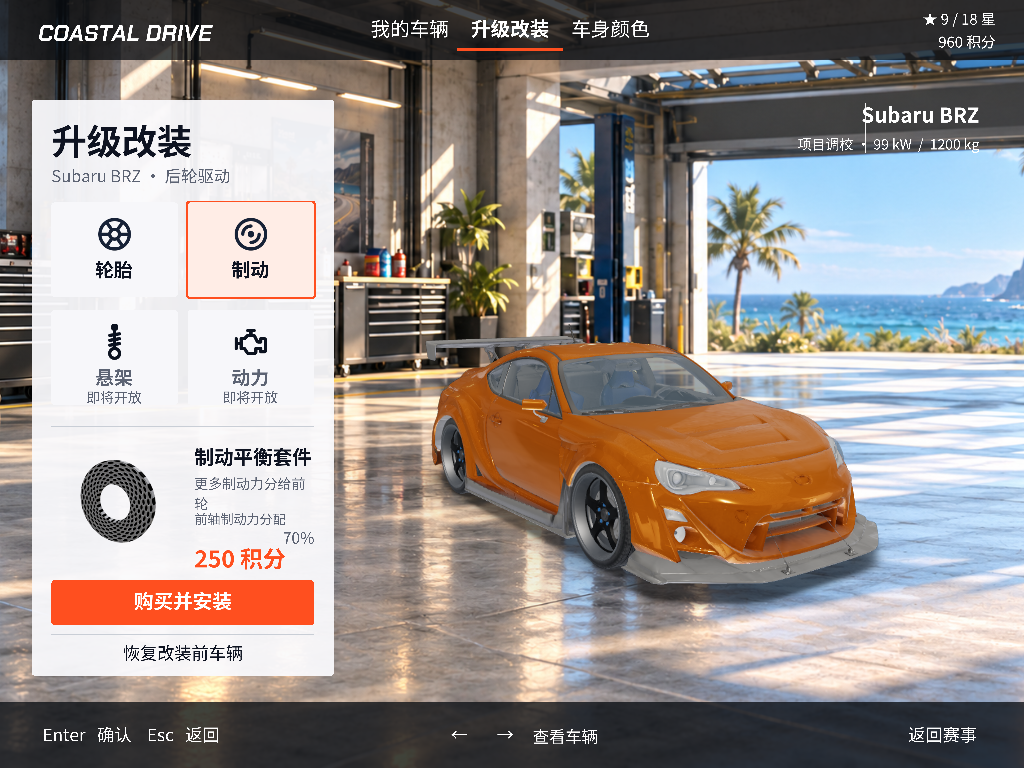 COASTAL DRIVE
我的车辆 升级改装 车身颜色
★ 9 / 18 星
960 积分
Subaru BRZ
项目调校 · 99 kW / 1200 kg
升级改装
Subaru BRZ · 后轮驱动
轮胎 制动
悬架 动力
即将开放 即将开放
制动平衡套件
更多制动力分给前
轮
前轴制动力分配
70%
250 积分
购买并安装
恢复改装前车辆
Enter 确认 Esc 返回
← → 查看车辆
返回赛事